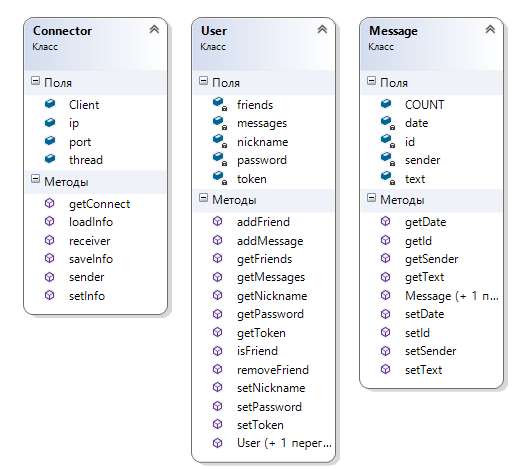 Connector
Класс
Поля
Client
ip
port
thread
Методы
getConnect
loadInfo
receiver
saveInfo
sender
setInfo
User
Класс
Поля
friends
messages
nickname
password
token
Методы
addFriend
addMessage
getFriends
getMessages
getNickname
getPassword
getToken
isFriend
removeFriend
setNickname
setPassword
setToken
User (+ 1 перег...
Message
Класс
Поля
COUNT
date
id
sender
text
Методы
getDate
getId
getSender
getText
Message (+ 1 п...
setDate
setId
setSender
setText